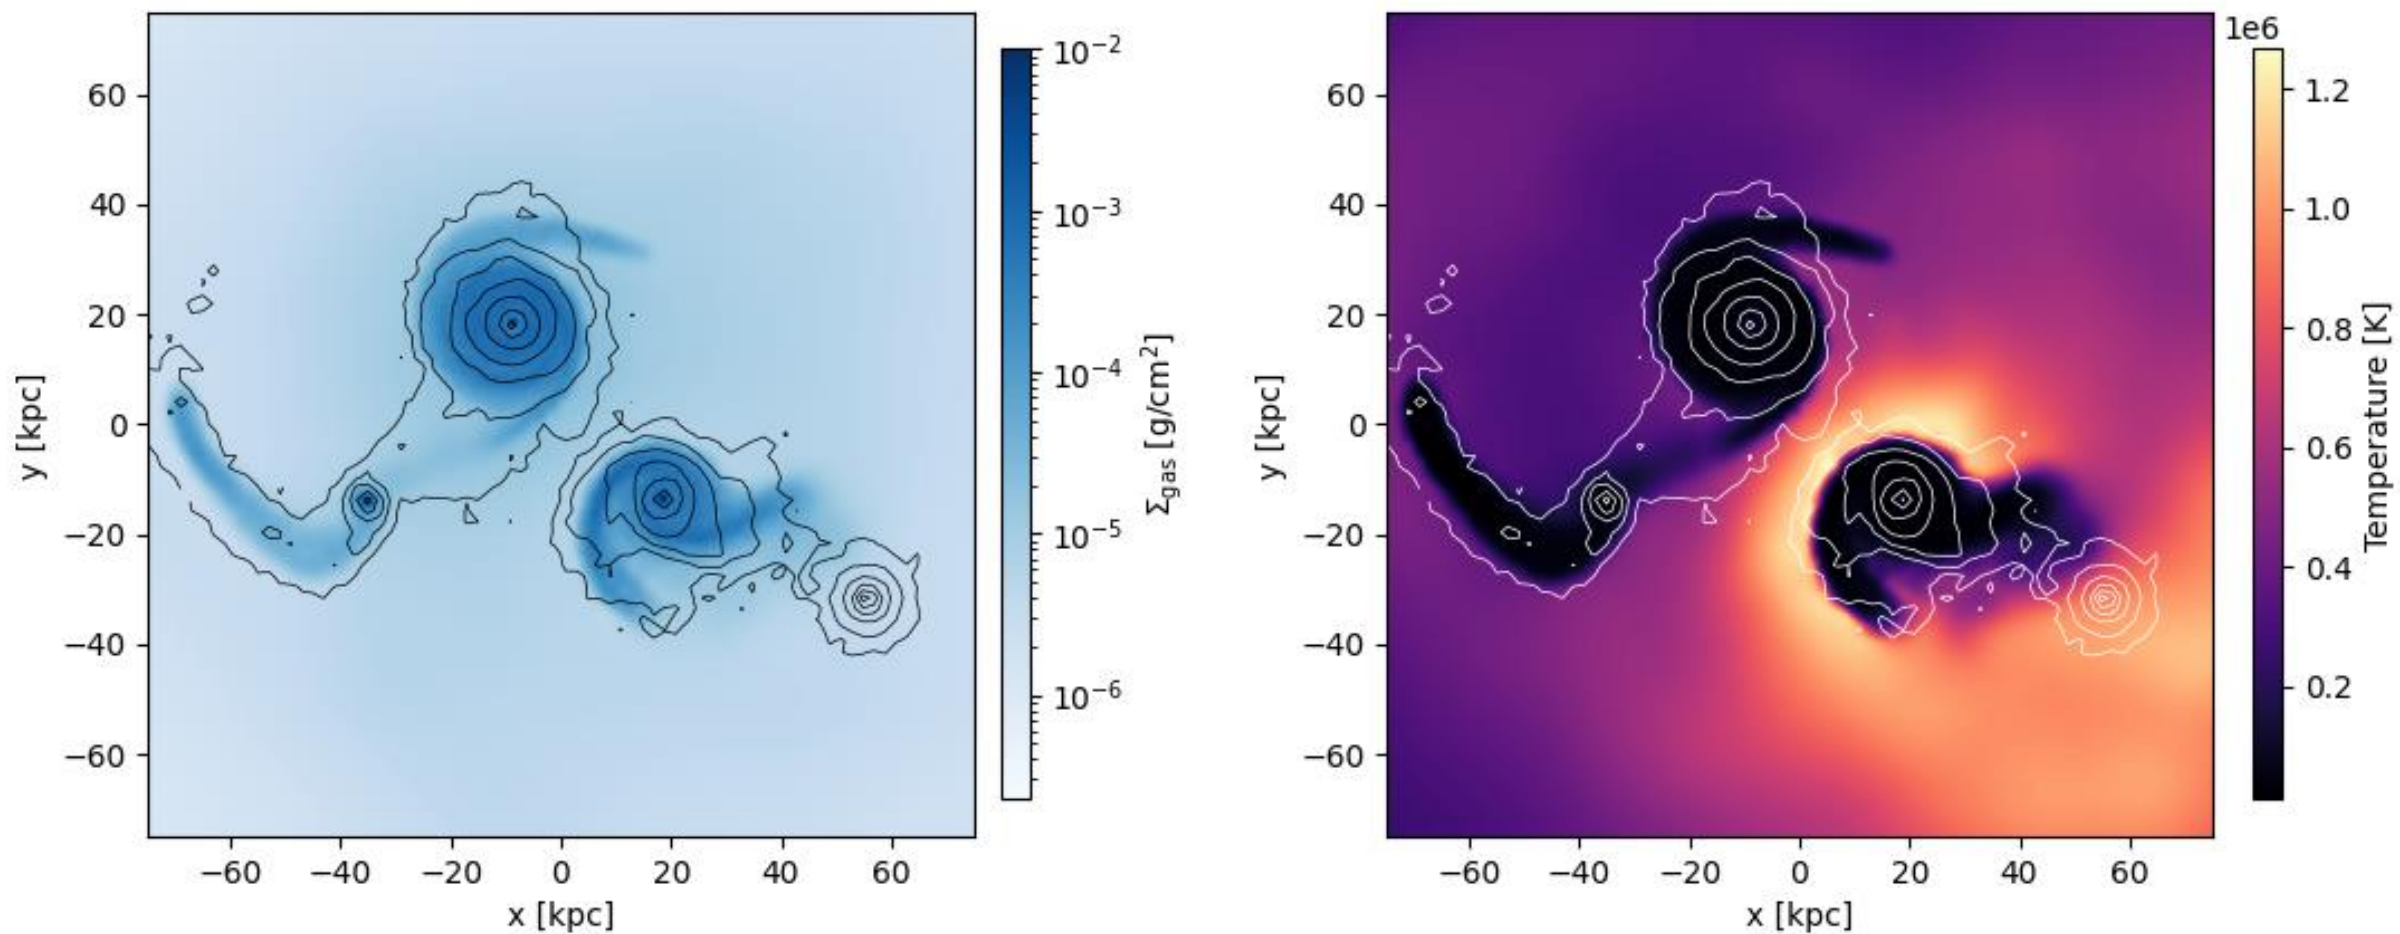 60
40
20
0
−20
−40
−60
y [kpc]
−60 −40 −20 0 20 40 60
x [kpc]
10⁻²
10⁻³
10⁻⁴
10⁻⁵
10⁻⁶
Σgas [g/cm²]
60
40
20
0
−20
−40
−60
y [kpc]
−60 −40 −20 0 20 40 60
x [kpc]
1e6
1.2
1.0
0.8
0.6
0.4
0.2
Temperature [K]